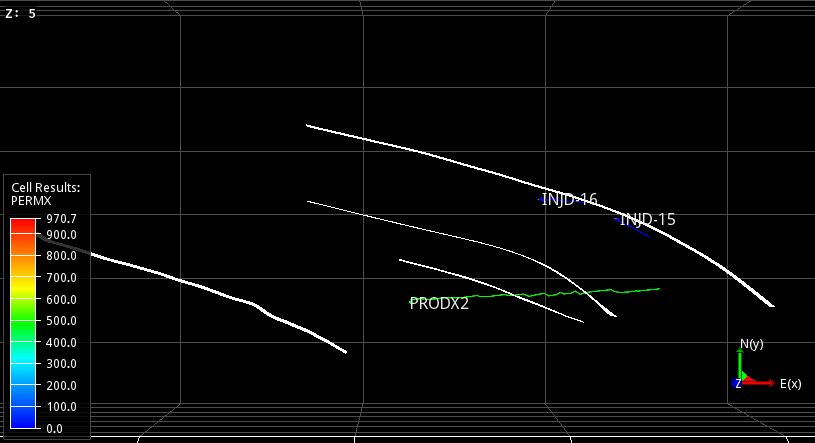 Z: 5
INJD-16
INJD-15
Cell Results:
PERMX
970.7
900.0
800.0
700.0
600.0
500.0
400.0
300.0
200.0
100.0
0.0
PRODX2
N(y)
Z
E(x)